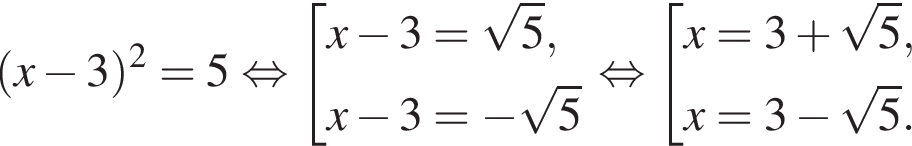 (x − 3)² = 5 ⇔ [ x − 3 = √5, x − 3 = −√5 ⇔ [ x = 3 + √5, x = 3 − √5.